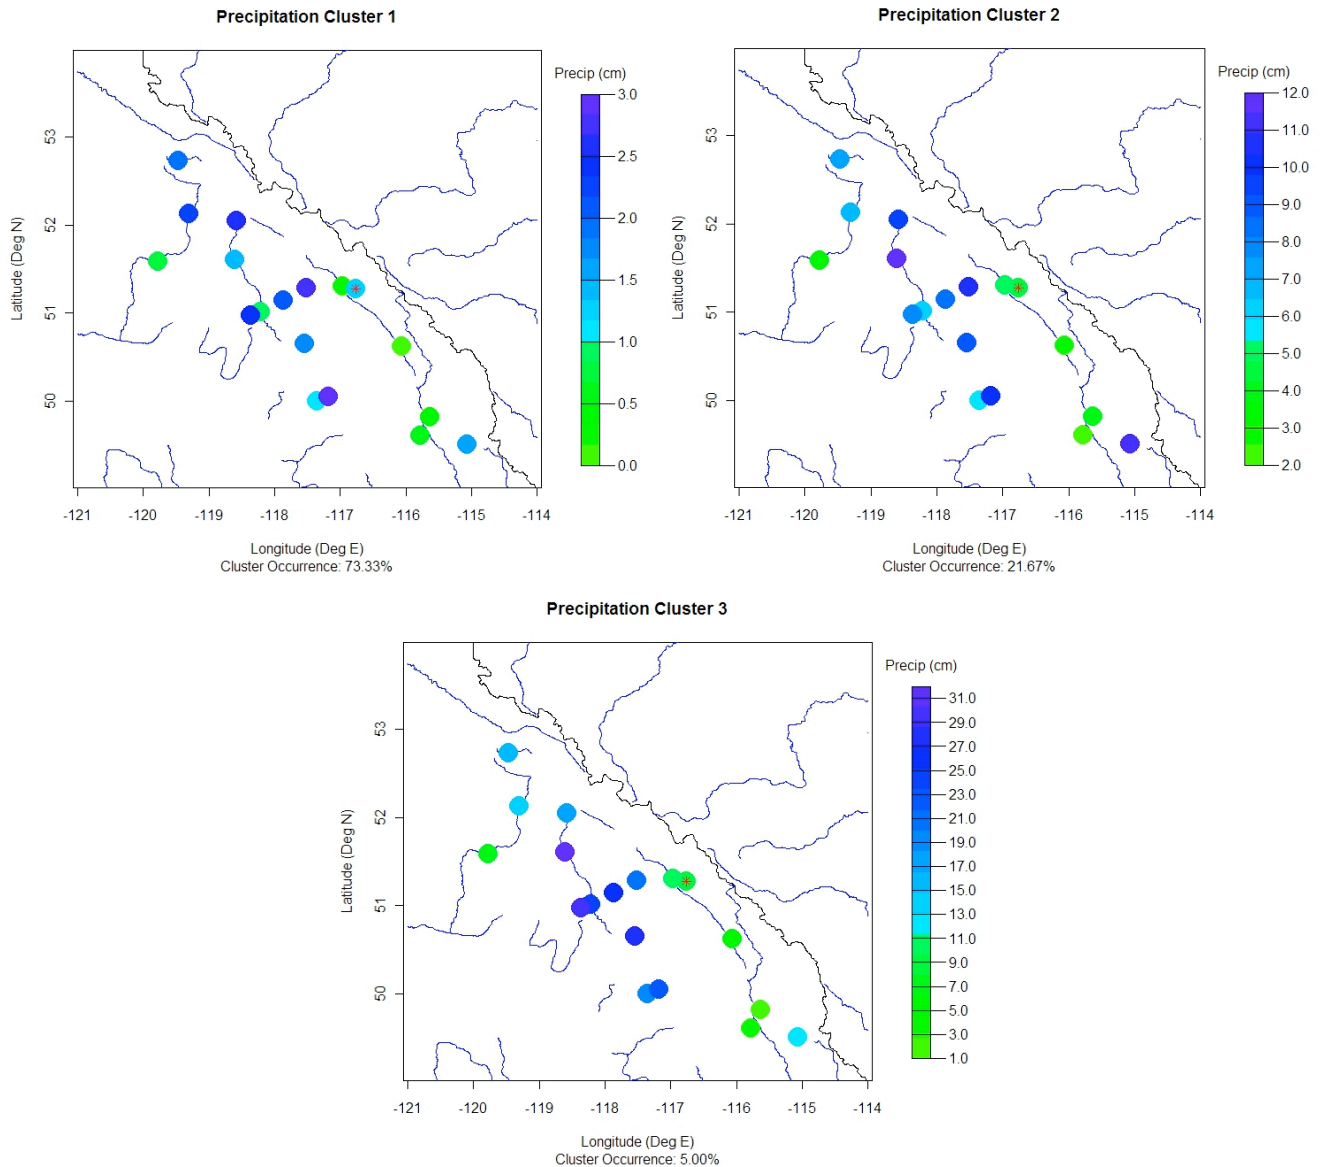 Precipitation Cluster 1
Precip (cm)
3.0
2.5
2.0
1.5
1.0
0.5
0.0
Latitude (Deg N)
53
52
51
50
-121 -120 -119 -118 -117 -116 -115 -114
Longitude (Deg E)
Cluster Occurrence: 73.33%
Precipitation Cluster 2
Precip (cm)
12.0
11.0
10.0
9.0
8.0
7.0
6.0
5.0
4.0
3.0
2.0
Latitude (Deg N)
53
52
51
50
-121 -120 -119 -118 -117 -116 -115 -114
Longitude (Deg E)
Cluster Occurrence: 21.67%
Precipitation Cluster 3
Precip (cm)
31.0
29.0
27.0
25.0
23.0
21.0
19.0
17.0
15.0
13.0
11.0
9.0
7.0
5.0
3.0
1.0
Latitude (Deg N)
53
52
51
50
-121 -120 -119 -118 -117 -116 -115 -114
Longitude (Deg E)
Cluster Occurrence: 5.00%